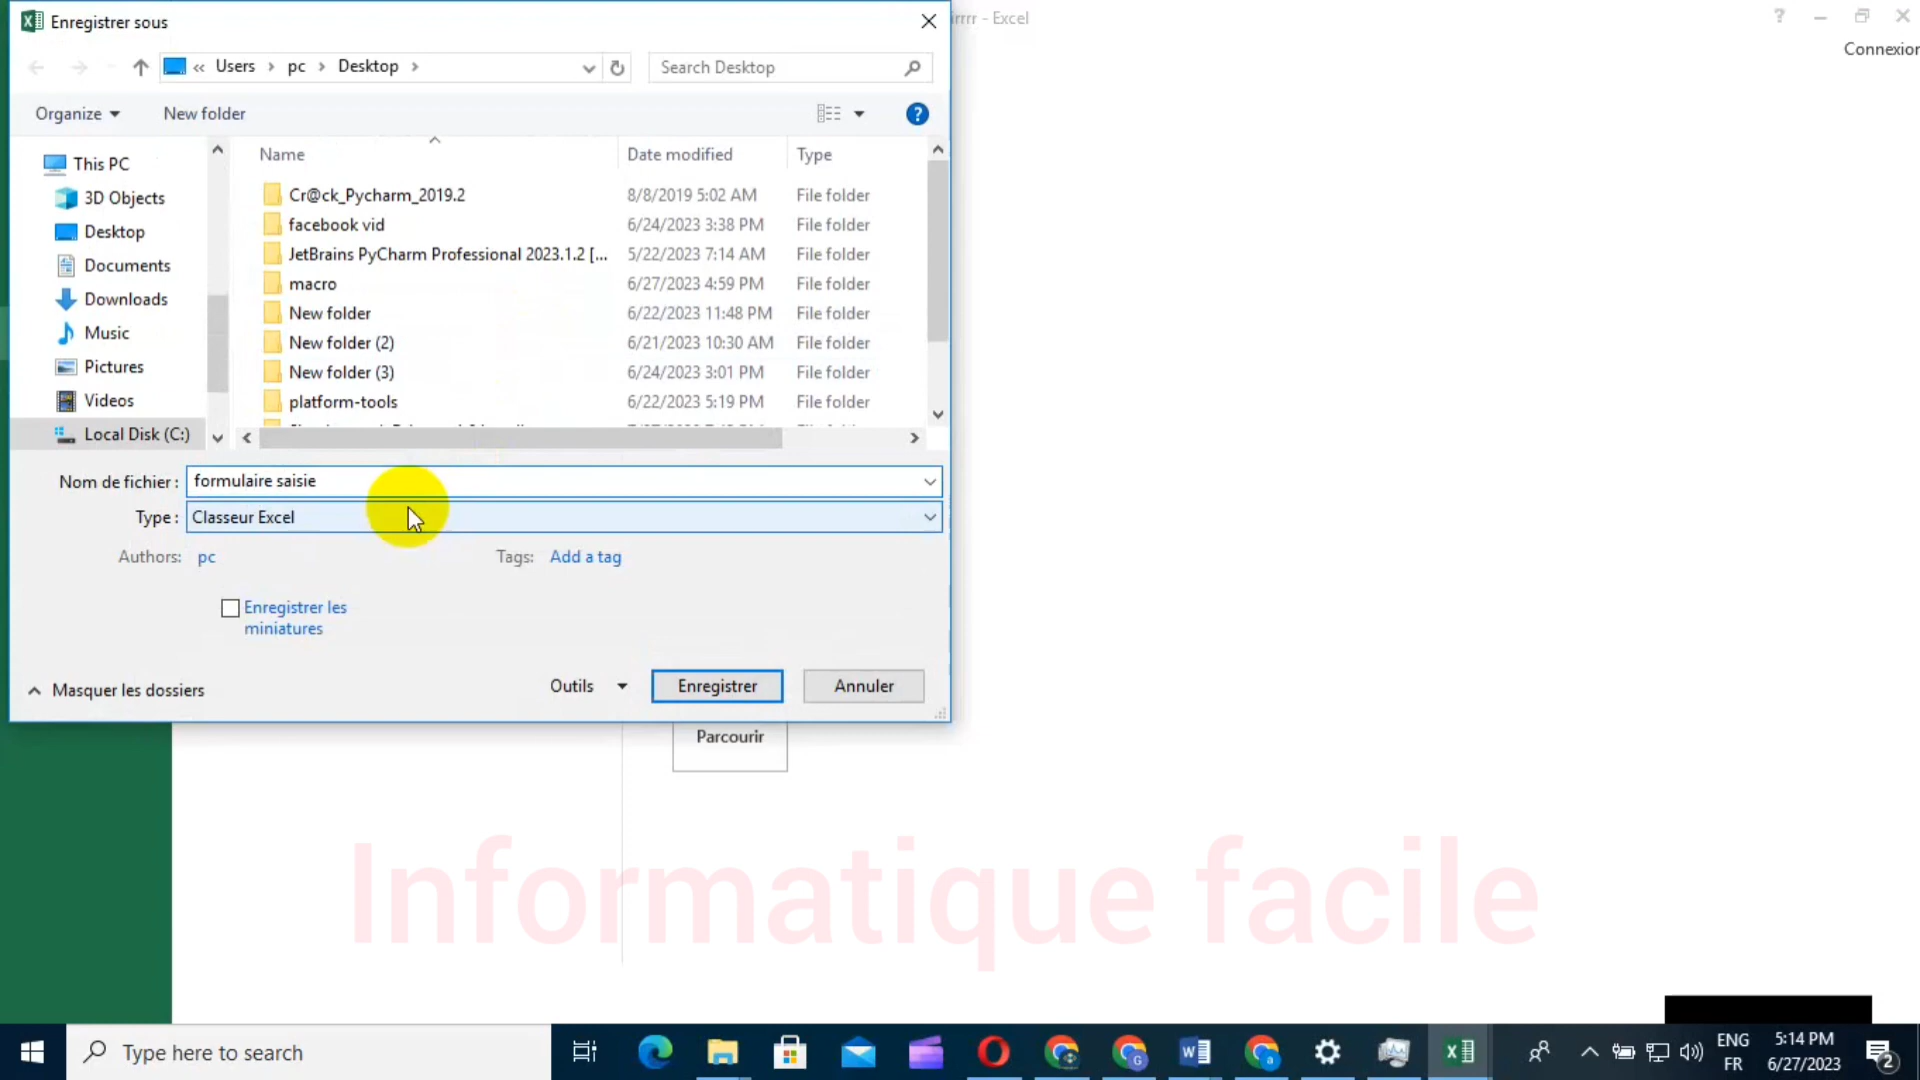 Enregistrer sous
irrrr - Excel
?
Connexion
« Users > pc > Desktop >
Search Desktop
Organize
New folder
?
This PC
3D Objects
Desktop
Documents
Downloads
Music
Pictures
Videos
Local Disk (C:)
Name Date modified Type
Cr@ck_Pycharm_2019.2 8/8/2019 5:02 AM File folder
facebook vid 6/24/2023 3:38 PM File folder
JetBrains PyCharm Professional 2023.1.2 [... 5/22/2023 7:14 AM File folder
macro 6/27/2023 4:59 PM File folder
New folder 6/22/2023 11:48 PM File folder
New folder (2) 6/21/2023 10:30 AM File folder
New folder (3) 6/24/2023 3:01 PM File folder
platform-tools 6/22/2023 5:19 PM File folder
Nom de fichier : formulaire saisie
Type : Classeur Excel
Authors: pc Tags: Add a tag
Enregistrer les
miniatures
Masquer les dossiers
Outils
Enregistrer
Annuler
Parcourir
Informatique facile
Type here to search
ENG
FR
5:14 PM
6/27/2023
2